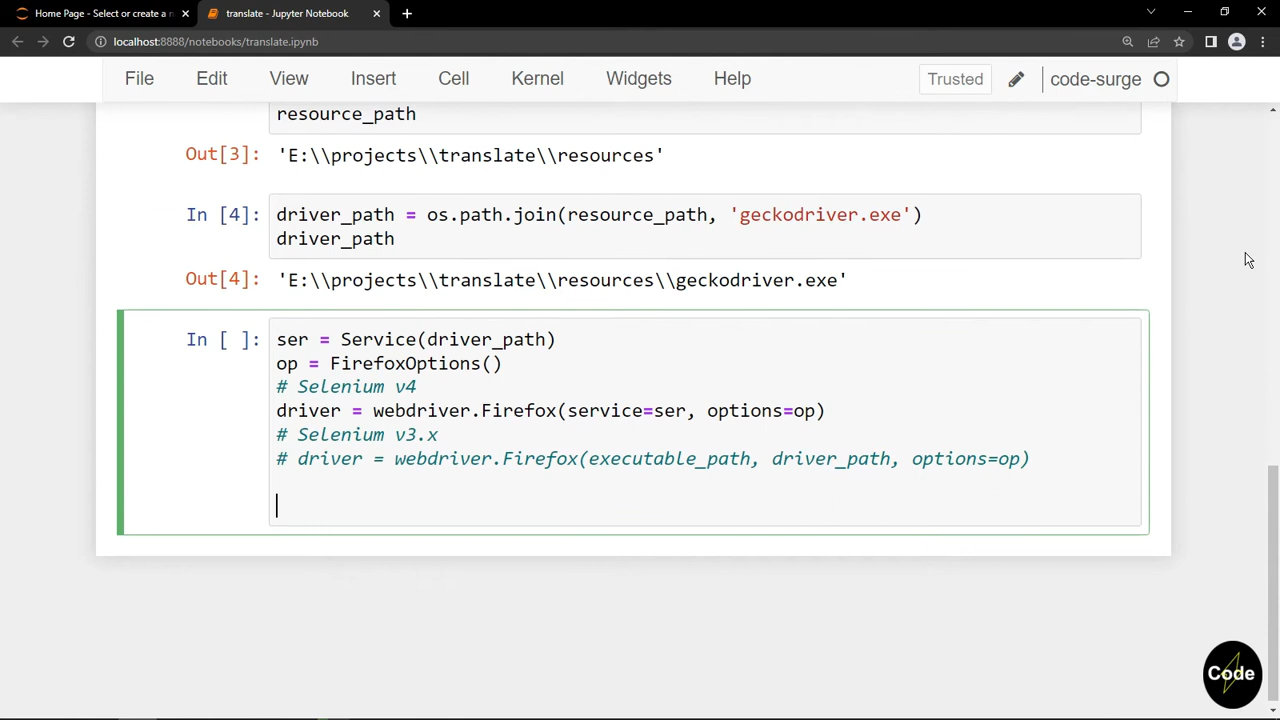 Home Page - Select or create a n
translate - Jupyter Notebook
localhost:8888/notebooks/translate.ipynb
File Edit View Insert Cell Kernel Widgets Help Trusted code-surge
resource_path
Out[3]: 'E:\\projects\\translate\\resources'
In [4]: driver_path = os.path.join(resource_path, 'geckodriver.exe')
driver_path
Out[4]: 'E:\\projects\\translate\\resources\\geckodriver.exe'
In [ ]: ser = Service(driver_path)
op = FirefoxOptions()
# Selenium v4
driver = webdriver.Firefox(service=ser, options=op)
# Selenium v3.x
# driver = webdriver.Firefox(executable_path, driver_path, options=op)
Code